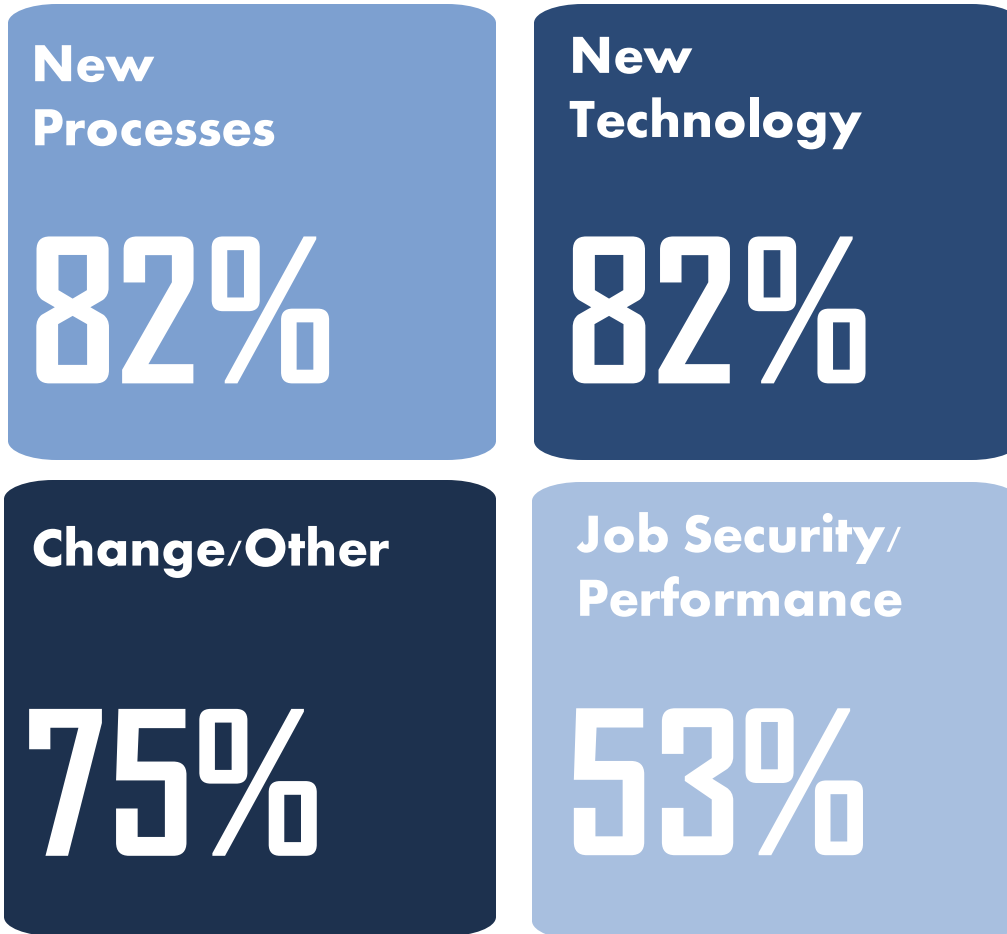 New
Processes
82%
New
Technology
82%
Change/Other
75%
Job Security/
Performance
53%